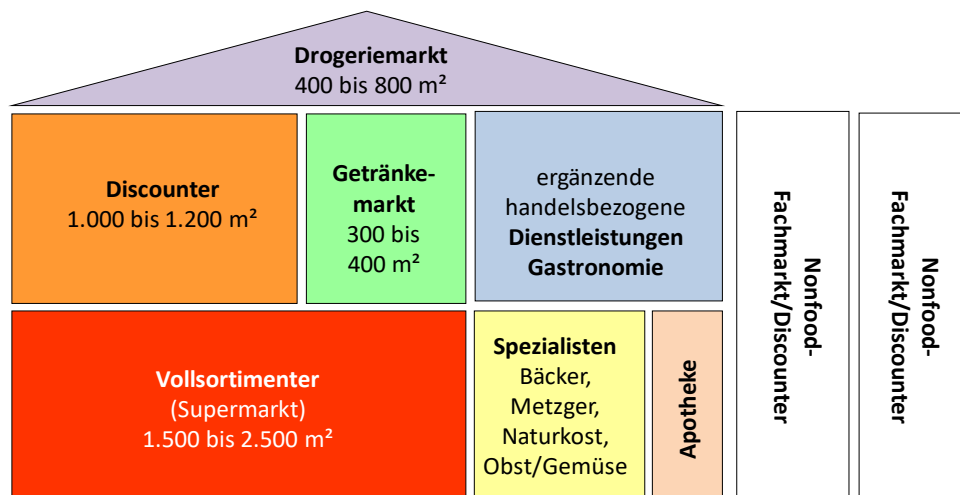 Drogeriemarkt
400 bis 800 m²
Discounter
1.000 bis 1.200 m²
Getränke-
markt
300 bis
400 m²
ergänzende
handelsbezogene
Dienstleistungen
Gastronomie
Nonfood-
Fachmarkt/Discounter
Nonfood-
Fachmarkt/Discounter
Vollsortimenter
(Supermarkt)
1.500 bis 2.500 m²
Spezialisten
Bäcker,
Metzger,
Naturkost,
Obst/Gemüse
Apotheke